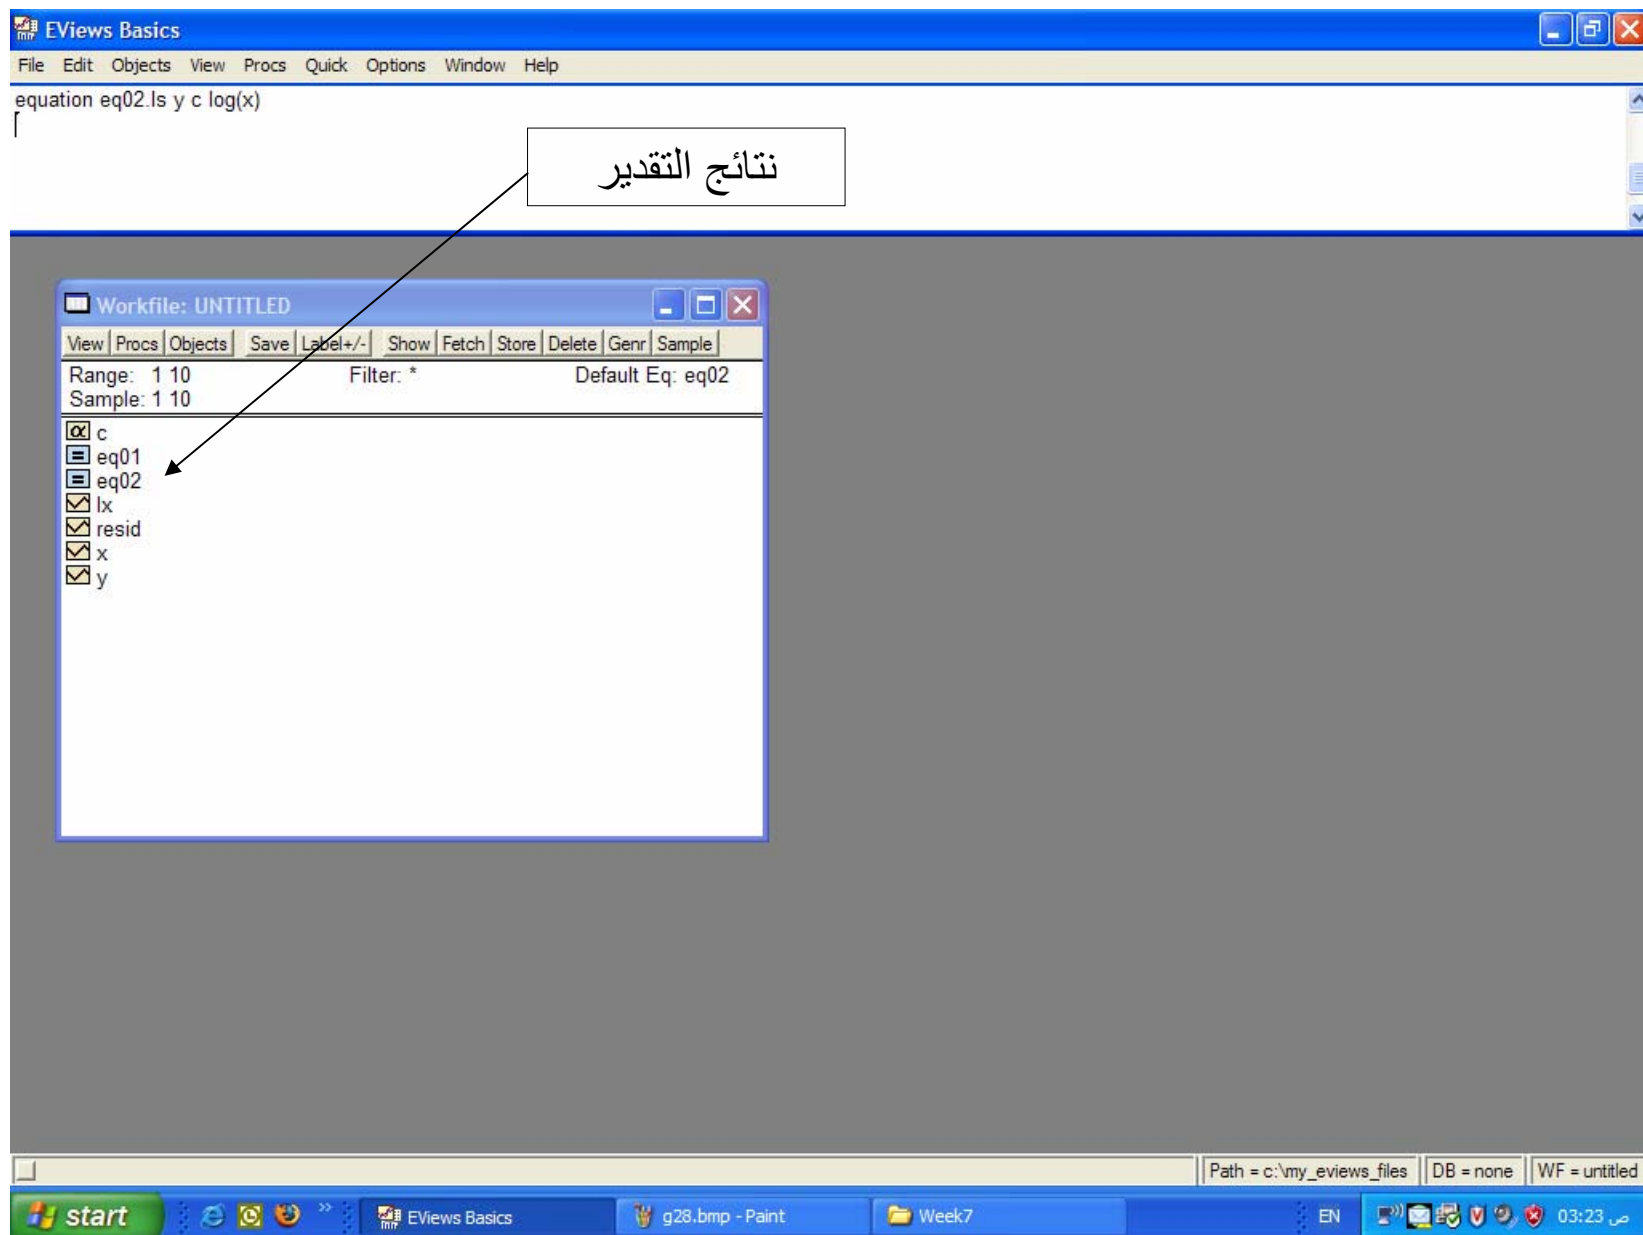 EViews Basics
File Edit Objects View Procs Quick Options Window Help
equation eq02.ls y c log(x)
نتائج التقدير
Workfile: UNTITLED
View Procs Objects Save Label+/- Show Fetch Store Delete Genr Sample
Range: 1 10 Filter: * Default Eq: eq02
Sample: 1 10
α c
= eq01
= eq02
lx
resid
x
y
Path = c:\my_eviews_files DB = none WF = untitled
start EViews Basics g28.bmp - Paint Week7 EN 03:23 ص